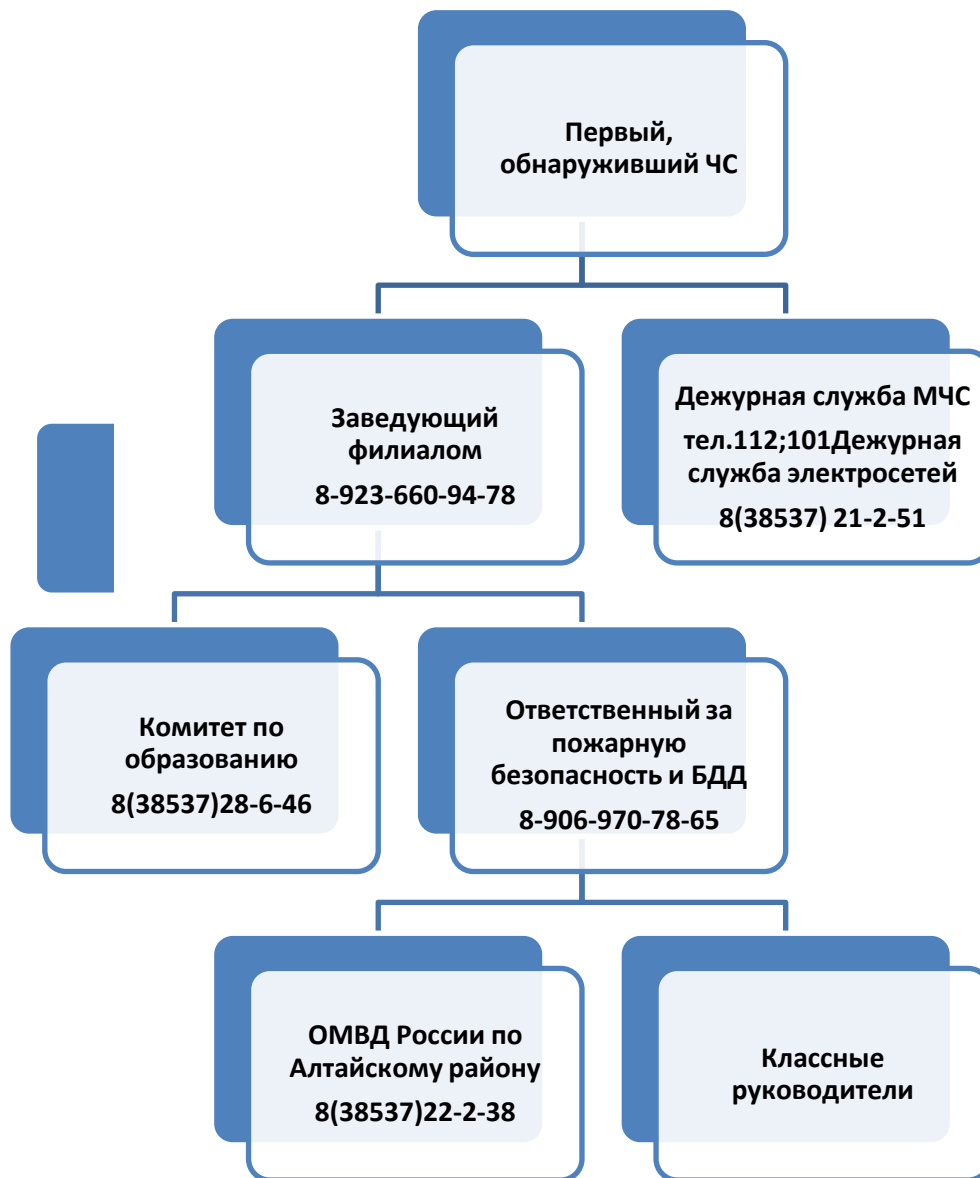 Первый,
обнаруживший ЧС
Заведующий
филиалом
8-923-660-94-78
Дежурная служба МЧС
тел.112;101Дежурная
служба электросетей
8(38537) 21-2-51
Комитет по
образованию
8(38537)28-6-46
Ответственный за
пожарную
безопасность и БДД
8-906-970-78-65
ОМВД России по
Алтайскому району
8(38537)22-2-38
Классные
руководители